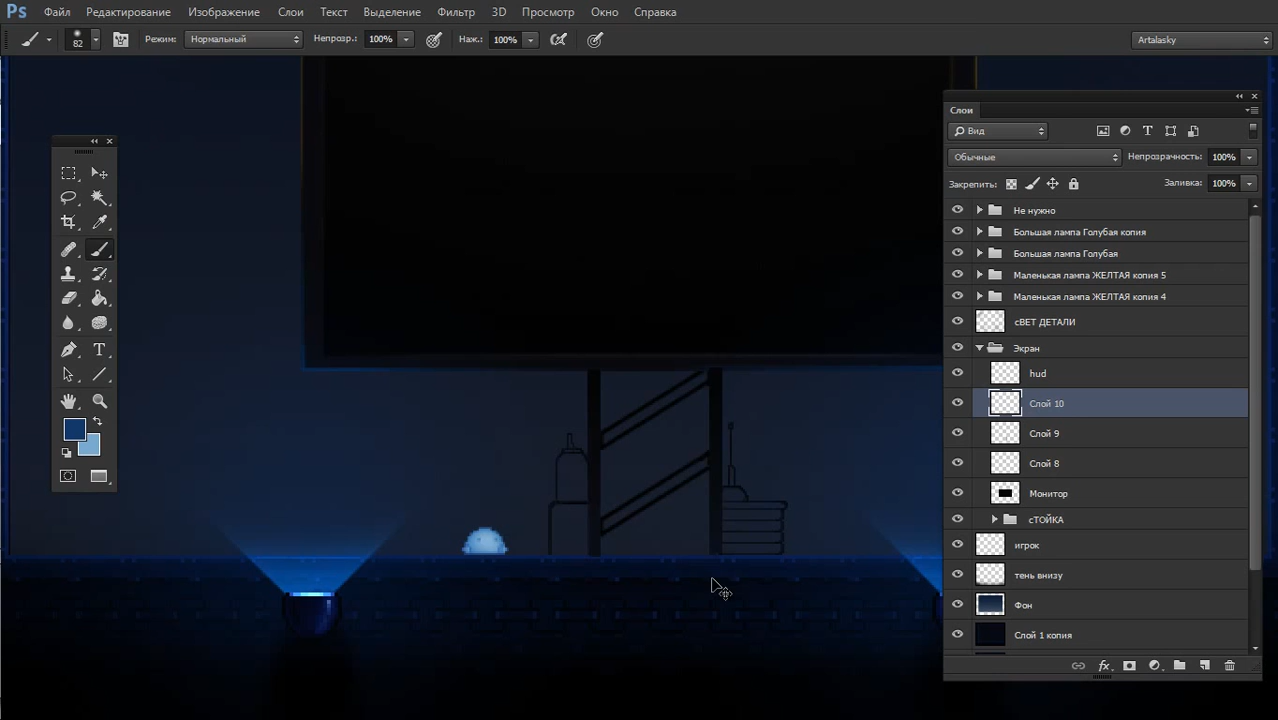 Ps Файл Редактирование Изображение Слои Текст Выделение Фильтр 3D Просмотр Окно Справка
82 Режим: Нормальный Непрозр.: 100% Наж.: 100% Artalasky
Слои
Вид
Обычные Непрозрачность: 100%
Закрепить: Заливка: 100%
Не нужно
Большая лампа Голубая копия
Большая лампа Голубая
Маленькая лампа ЖЕЛТАЯ копия 5
Маленькая лампа ЖЕЛТАЯ копия 4
сВЕТ ДЕТАЛИ
Экран
hud
Слой 10
Слой 9
Слой 8
Монитор
сТОЙКА
игрок
тень внизу
Фон
Слой 1 копия